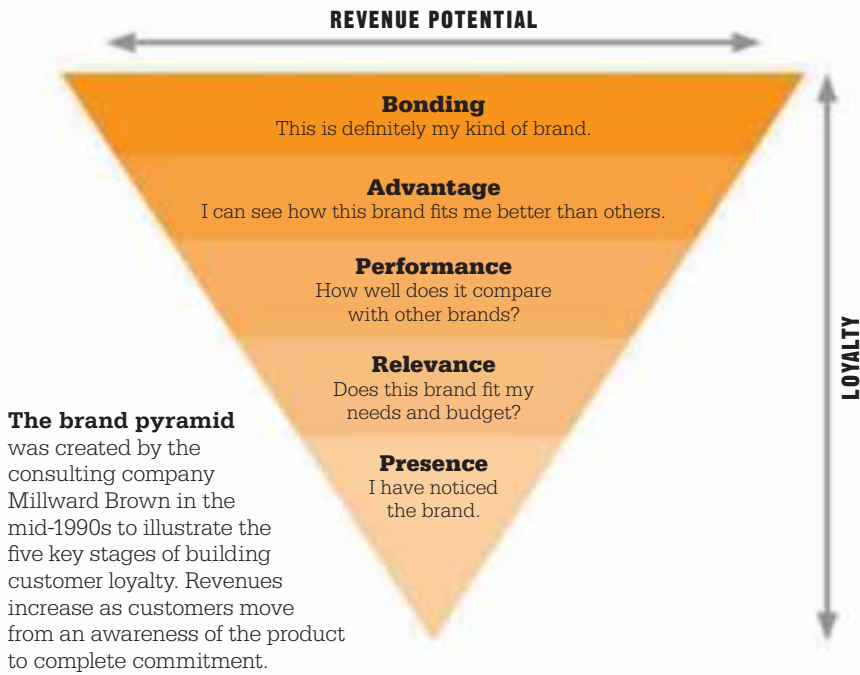 REVENUE POTENTIAL
Bonding
This is definitely my kind of brand.
Advantage
I can see how this brand fits me better than others.
Performance
How well does it compare
with other brands?
Relevance
Does this brand fit my
needs and budget?
Presence
I have noticed
the brand.
LOYALTY
The brand pyramid
was created by the
consulting company
Millward Brown in the
mid-1990s to illustrate the
five key stages of building
customer loyalty. Revenues
increase as customers move
from an awareness of the product
to complete commitment.